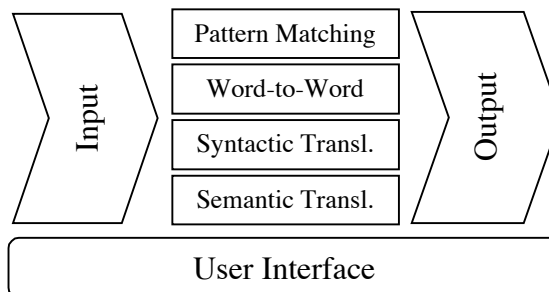 Input
Pattern Matching
Word-to-Word
Syntactic Transl.
Semantic Transl.
Output
User Interface